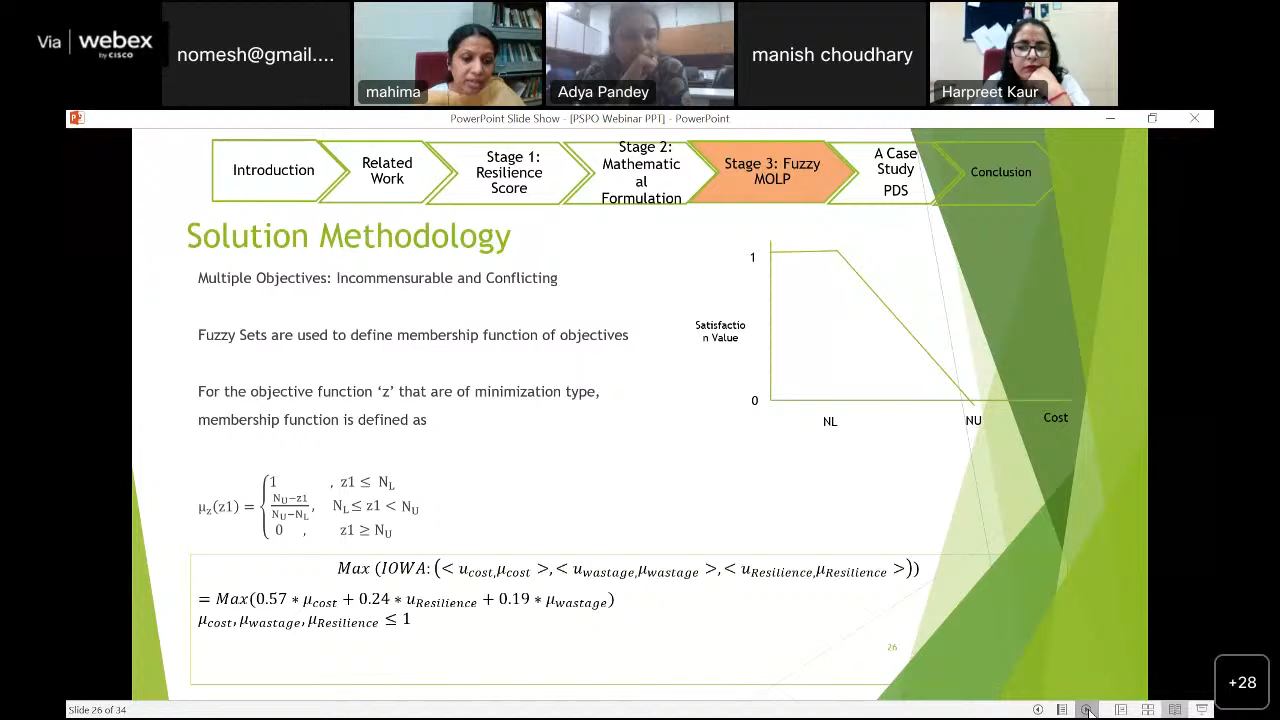 Via webex
by CISCO
nomesh@gmail....
mahima
Adya Pandey
manish choudhary
Harpreet Kaur
PowerPoint Slide Show - [PSPO Webinar PPT] - PowerPoint
Introduction
Related
Work
Stage 1:
Resilience
Score
Stage 2:
Mathematic
al
Formulation
Stage 3: Fuzzy
MOLP
A Case
Study
PDS
Conclusion
Solution Methodology
Multiple Objectives: Incommensurable and Conflicting
Fuzzy Sets are used to define membership function of objectives
For the objective function ‘z’ that are of minimization type,
membership function is defined as
1
Satisfactio
n Value
0
NL
NU
Cost
μz(z1) = { 1 , z1 ≤ NL
NU−z1 / NU−NL , NL ≤ z1 < NU
0 , z1 ≥ NU
Max (IOWA: (< ucost,μcost >, < uwastage,μwastage >, < uResilience,μResilience >))
= Max(0.57 * μcost + 0.24 * uResilience + 0.19 * μwastage)
μcost, μwastage, μResilience ≤ 1
26
+28
Slide 26 of 34